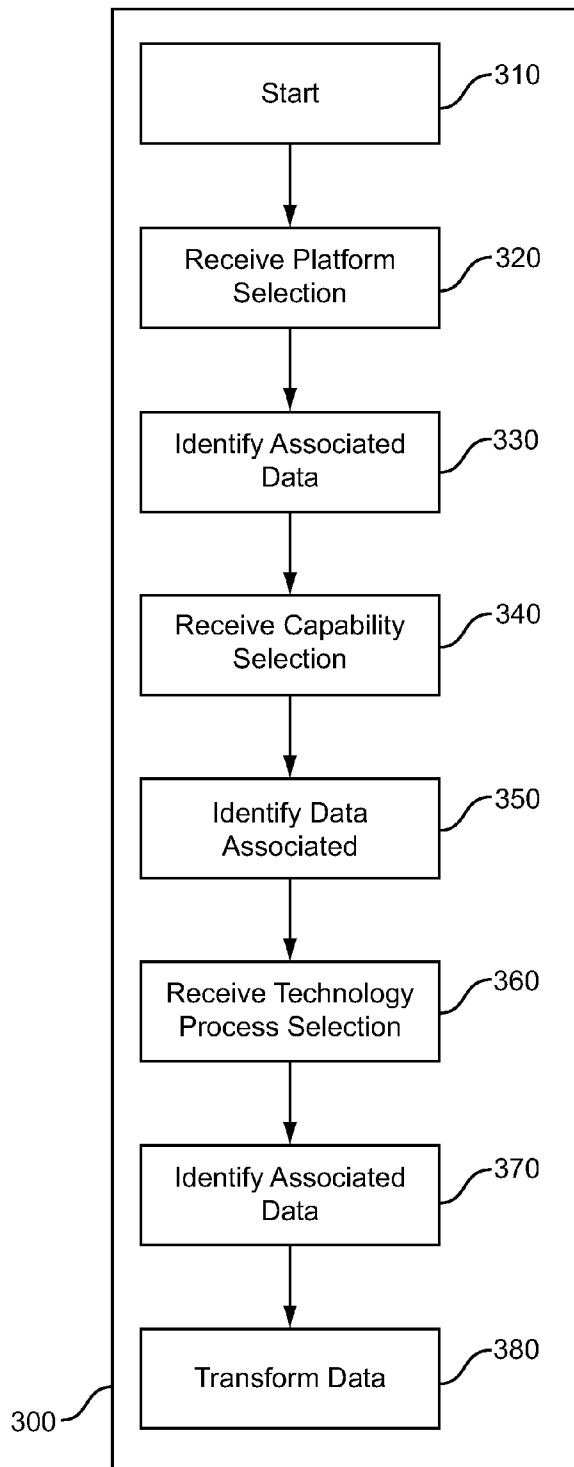 Start
310
Receive Platform
Selection
320
Identify Associated
Data
330
Receive Capability
Selection
340
Identify Data
Associated
350
Receive Technology
Process Selection
360
Identify Associated
Data
370
Transform Data
380
300